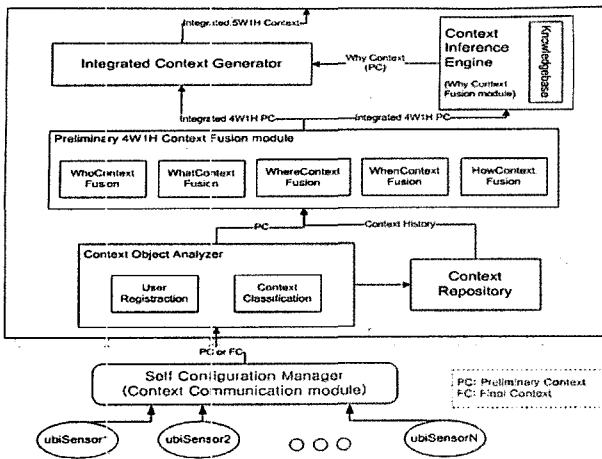 Integrated 5W1H Context
Integrated Context Generator
Why Context
(PC)
Context
Inference
Engine
(Why Context
Fusion module)
Knowledgebase
Integrated 4W1H PC
Integrated 4W1H PC
Preliminary 4W1H Context Fusion module
WhoContext
Fusion
WhatContext
Fusion
WhereContext
Fusion
WhenContext
Fusion
HowContext
Fusion
PC
Context History
Context Object Analyzer
User
Registration
Context
Classification
Context
Repository
PC or FC
Self Configuration Manager
(Context Communication module)
PC: Preliminary Context
FC: Final Context
ubiSensor
ubiSensor2
ubiSensorN